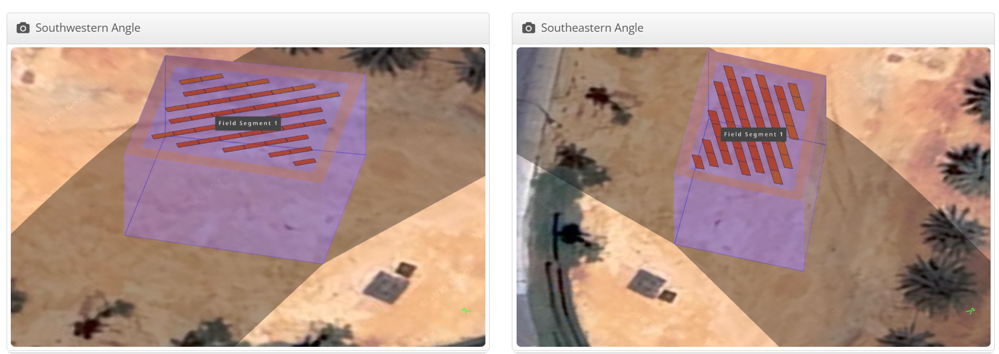 Southwestern Angle
Field Segment 1
Southeastern Angle
Field Segment 1